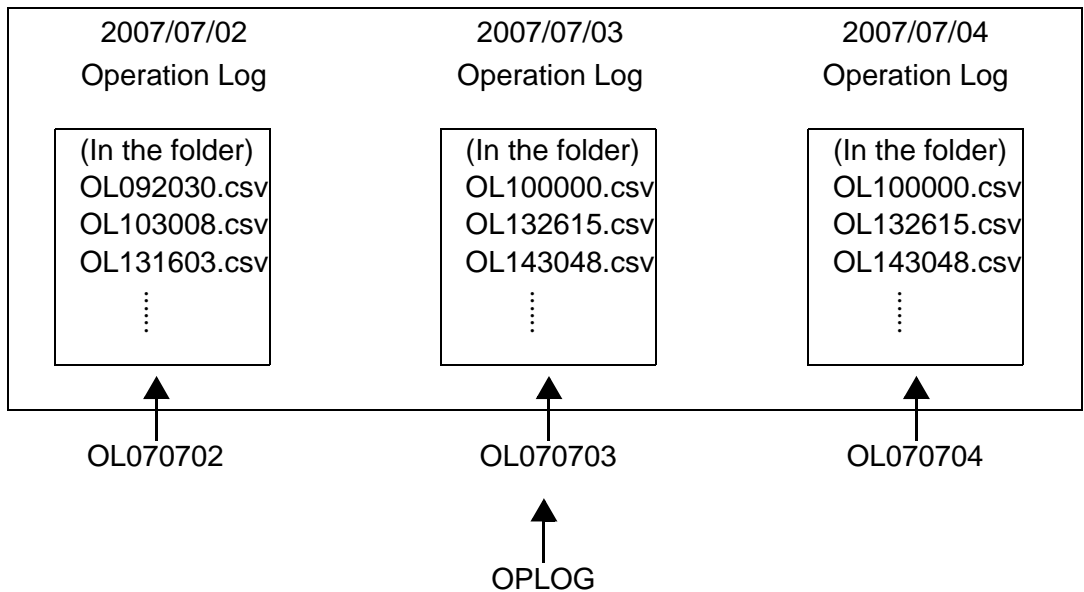 2007/07/02
Operation Log
(In the folder)
OL092030.csv
OL103008.csv
OL131603.csv
OL070702
2007/07/03
Operation Log
(In the folder)
OL100000.csv
OL132615.csv
OL143048.csv
OL070703
2007/07/04
Operation Log
(In the folder)
OL100000.csv
OL132615.csv
OL143048.csv
OL070704
OPLOG